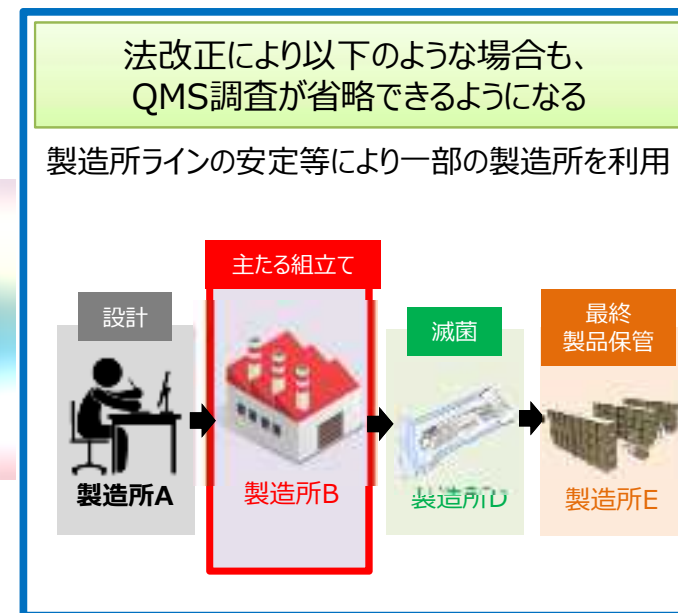 法改正により以下のような場合も、
QMS調査が省略できるようになる
製造所ラインの安定等により一部の製造所を利用
主たる組立て
設計
滅菌
最終
製品保管
製造所A
製造所B
製造所D
製造所E